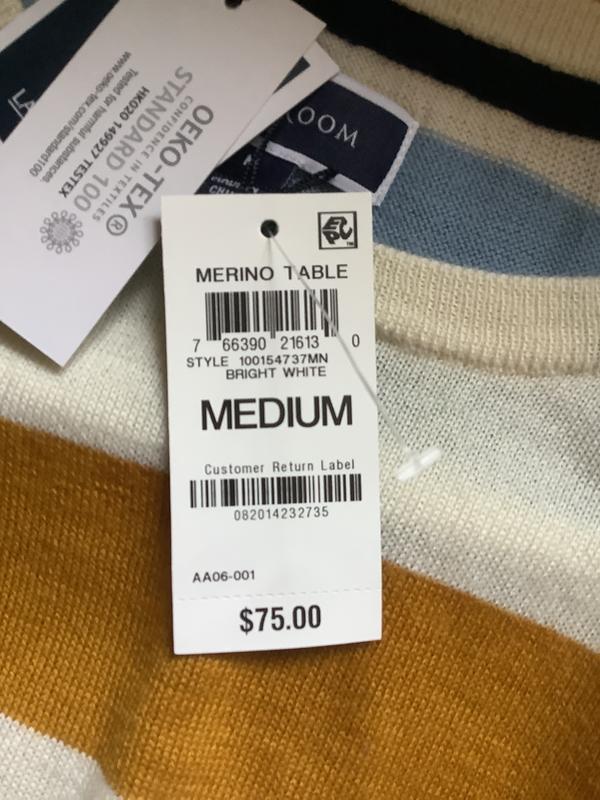 OEKO-TEX®
CONFIDENCE IN TEXTILES
STANDARD 100
HK020 149927 TESTEX
Tested for harmful substances.
www.oeko-tex.com/standard100
LA
ROOM
MERINO TABLE
7 66390 21613 0
STYLE 100154737MN
BRIGHT WHITE
MEDIUM
Customer Return Label
082014232735
AA06-001
$75.00